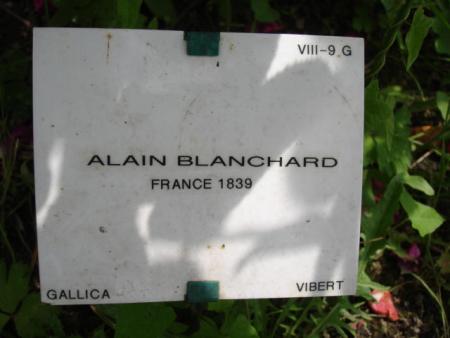 VIII-9 G
ALAIN BLANCHARD
FRANCE 1839
GALLICA VIBERT